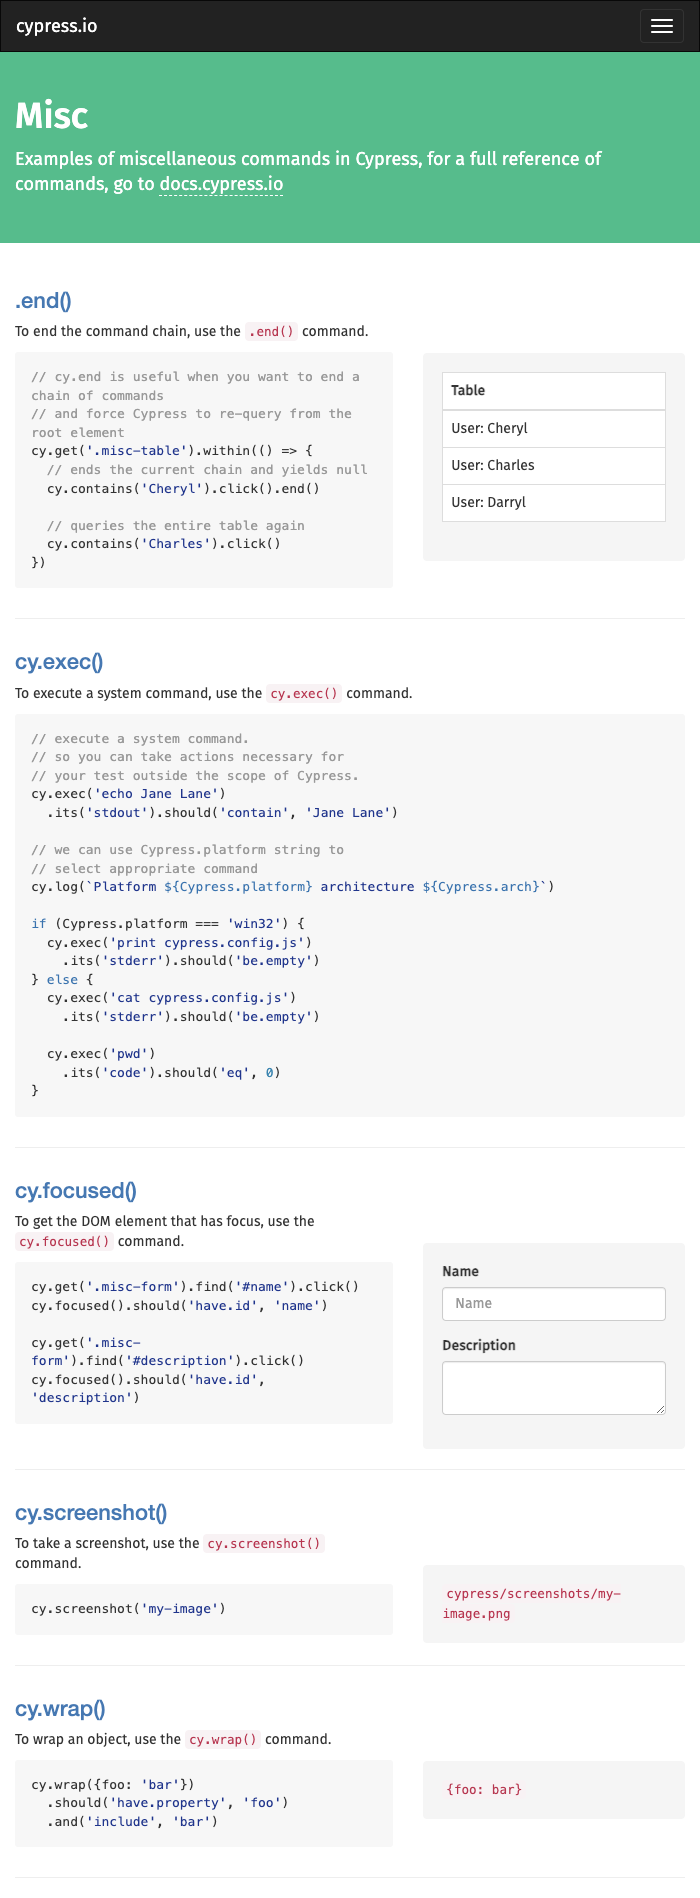 cypress.io
Misc
Examples of miscellaneous commands in Cypress, for a full reference of
commands, go to docs.cypress.io
.end()
To end the command chain, use the .end() command.
// cy.end is useful when you want to end a
chain of commands
// and force Cypress to re-query from the
root element
cy.get('.misc-table').within(() => {
  // ends the current chain and yields null
  cy.contains('Cheryl').click().end()

  // queries the entire table again
  cy.contains('Charles').click()
})
Table
User: Cheryl
User: Charles
User: Darryl
cy.exec()
To execute a system command, use the cy.exec() command.
// execute a system command.
// so you can take actions necessary for
// your test outside the scope of Cypress.
cy.exec('echo Jane Lane')
  .its('stdout').should('contain', 'Jane Lane')

// we can use Cypress.platform string to
// select appropriate command
cy.log(`Platform ${Cypress.platform} architecture ${Cypress.arch}`)

if (Cypress.platform === 'win32') {
  cy.exec('print cypress.config.js')
    .its('stderr').should('be.empty')
} else {
  cy.exec('cat cypress.config.js')
    .its('stderr').should('be.empty')

  cy.exec('pwd')
    .its('code').should('eq', 0)
}
cy.focused()
To get the DOM element that has focus, use the
cy.focused() command.
cy.get('.misc-form').find('#name').click()
cy.focused().should('have.id', 'name')

cy.get('.misc-
form').find('#description').click()
cy.focused().should('have.id',
'description')
Name
Name
Description
cy.screenshot()
To take a screenshot, use the cy.screenshot()
command.
cy.screenshot('my-image')
cypress/screenshots/my-
image.png
cy.wrap()
To wrap an object, use the cy.wrap() command.
cy.wrap({foo: 'bar'})
  .should('have.property', 'foo')
  .and('include', 'bar')
{foo: bar}